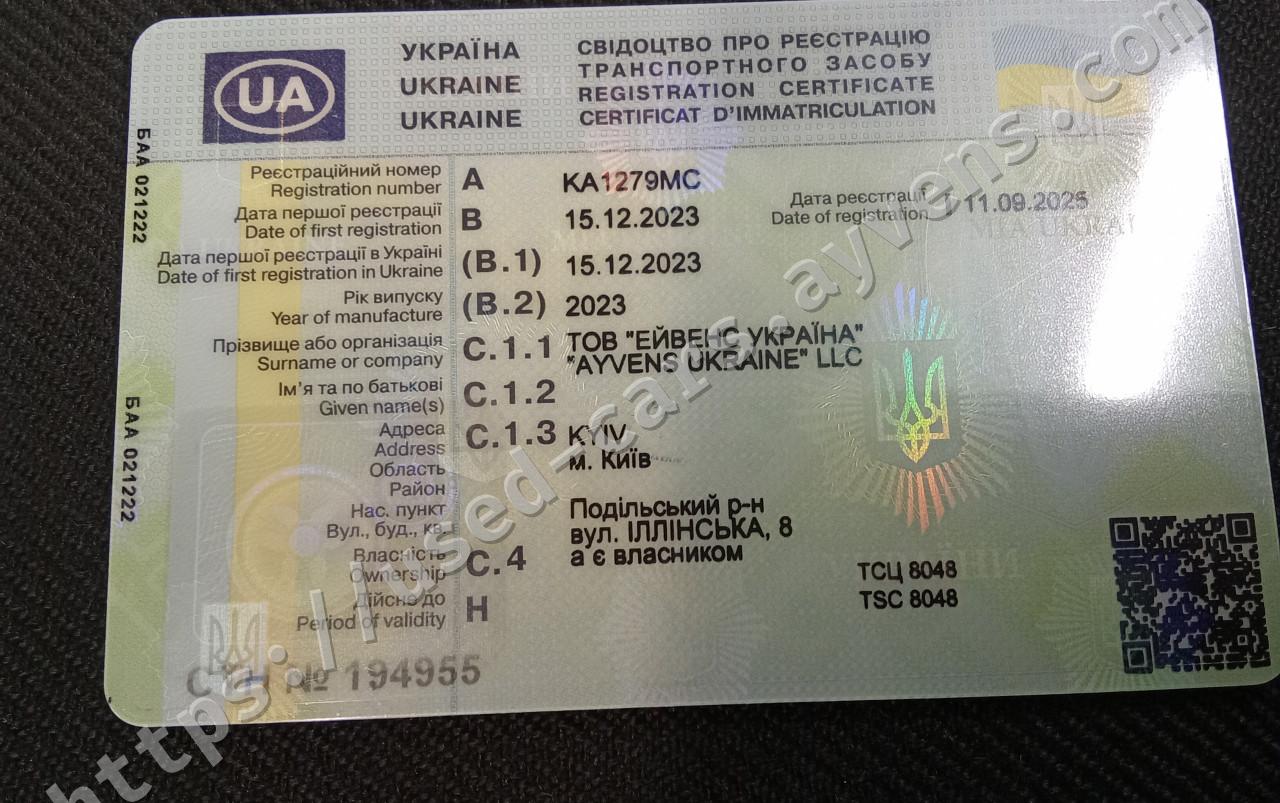 UA
УКРАЇНА
UKRAINE
UKRAINE
СВІДОЦТВО ПРО РЕЄСТРАЦІЮ
ТРАНСПОРТНОГО ЗАСОБУ
REGISTRATION CERTIFICATE
CERTIFICAT D'IMMATRICULATION
БАА 021222
БАА 021222
Реєстраційний номер
Registration number
A KA1279MC
Дата першої реєстрації
Date of first registration
B 15.12.2023
Дата реєстрації
Date of registration
I 11.09.2025
Дата першої реєстрації в Україні
Date of first registration in Ukraine
(B.1) 15.12.2023
Рік випуску
Year of manufacture
(B.2) 2023
Прізвище або організація
Surname or company
C.1.1 ТОВ "ЕЙВЕНС УКРАЇНА"
"AYVENS UKRAINE" LLC
Ім'я та по батькові
Given name(s)
C.1.2
Адреса
Address
C.1.3 KYIV
м. Київ
Область
Район
Нас. пункт
Вул., буд., кв.
Подільський р-н
вул. ІЛЛІНСЬКА, 8
Власність
Ownership
C.4 а є власником
Дійсне до
Period of validity
H
ТСЦ 8048
TSC 8048
№ 194955
https://used-cars.ayvens.com